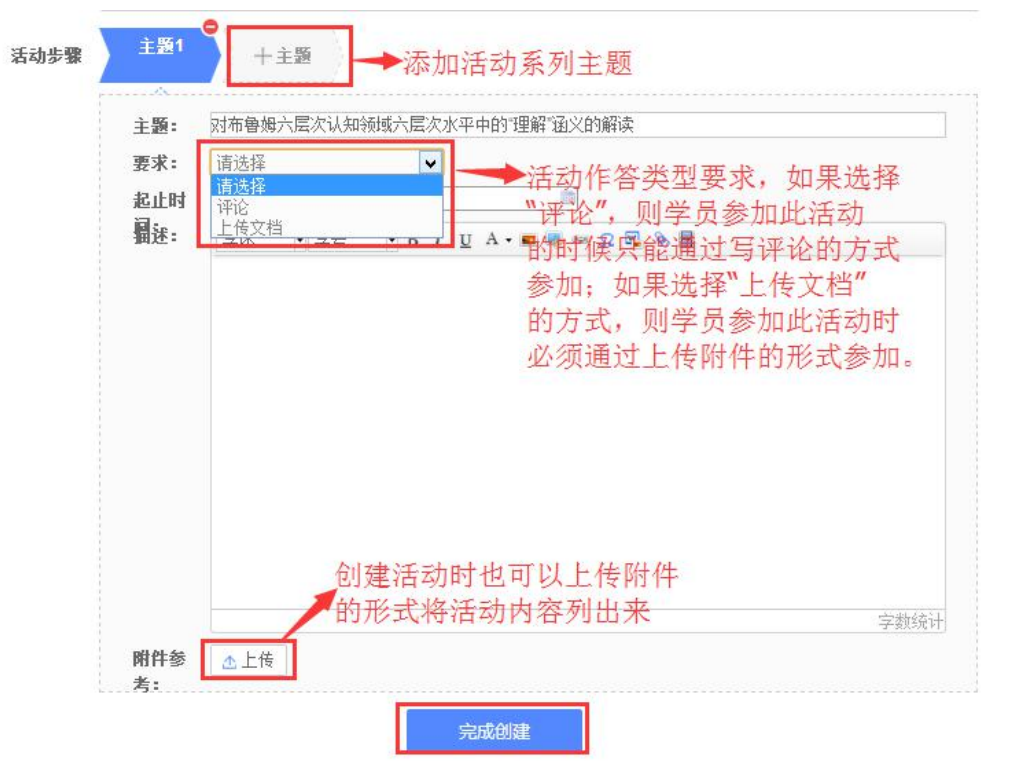 活动步骤
主题1
十主题
添加活动系列主题
主题：
对布鲁姆六层次认知领域六层次水平中的"理解"涵义的解读
要求：
请选择
请选择
评论
上传文档
起止时
间：
描述：
B I U A
活动作答类型要求，如果选择
"评论"，则学员参加此活动
的时候只能通过写评论的方式
参加；如果选择"上传文档"
的方式，则学员参加此活动时
必须通过上传附件的形式参加。
创建活动时也可以上传附件
的形式将活动内容列出来
字数统计
附件参
考：
上传
完成创建